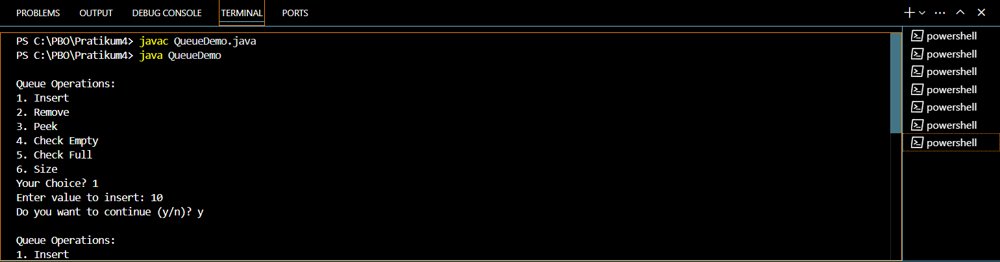 PROBLEMS OUTPUT DEBUG CONSOLE TERMINAL PORTS
PS C:\PBO\Pratikum4> javac QueueDemo.java
PS C:\PBO\Pratikum4> java QueueDemo
Queue Operations:
1. Insert
2. Remove
3. Peek
4. Check Empty
5. Check Full
6. Size
Your Choice? 1
Enter value to insert: 10
Do you want to continue (y/n)? y
Queue Operations:
1. Insert
powershell
powershell
powershell
powershell
powershell
powershell
powershell